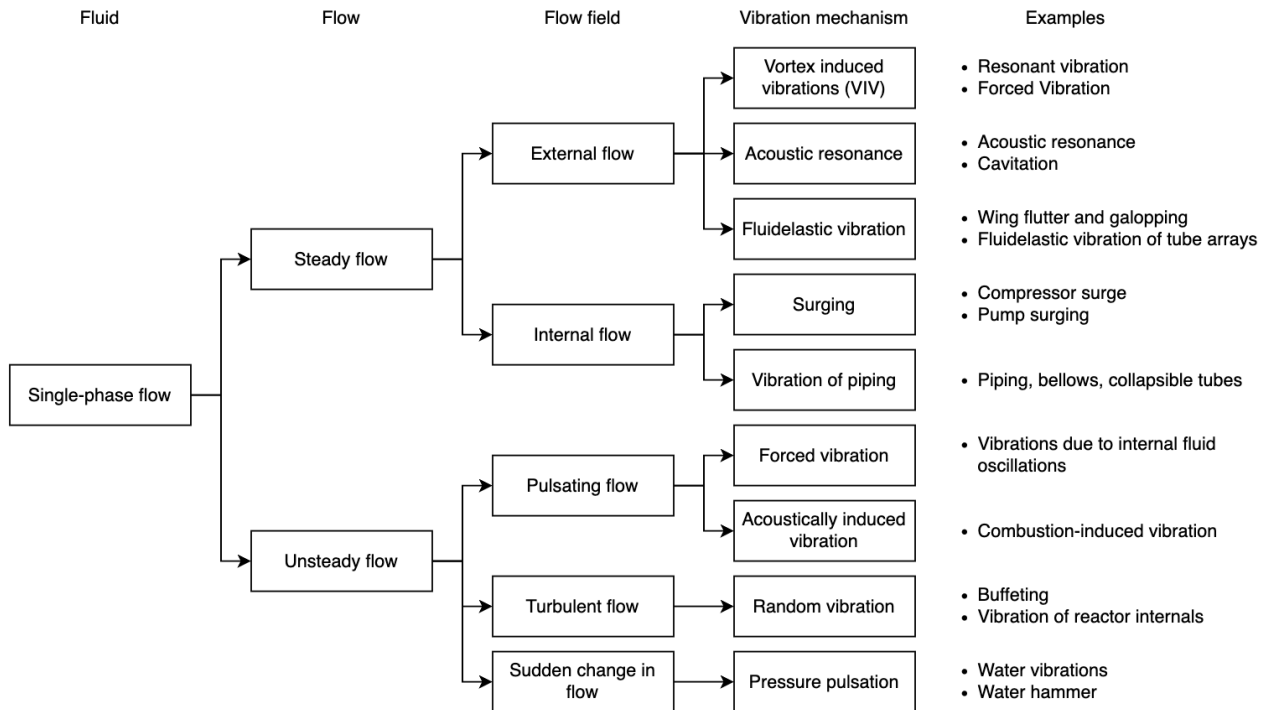 Fluid
Flow
Flow field
Vibration mechanism
Examples
Single-phase flow
Steady flow
Unsteady flow
External flow
Internal flow
Pulsating flow
Turbulent flow
Sudden change in
flow
Vortex induced
vibrations (VIV)
Acoustic resonance
Fluidelastic vibration
Surging
Vibration of piping
Forced vibration
Acoustically induced
vibration
Random vibration
Pressure pulsation
• Resonant vibration
• Forced Vibration
• Acoustic resonance
• Cavitation
• Wing flutter and galopping
• Fluidelastic vibration of tube arrays
• Compressor surge
• Pump surging
• Piping, bellows, collapsible tubes
• Vibrations due to internal fluid
oscillations
• Combustion-induced vibration
• Buffeting
• Vibration of reactor internals
• Water vibrations
• Water hammer